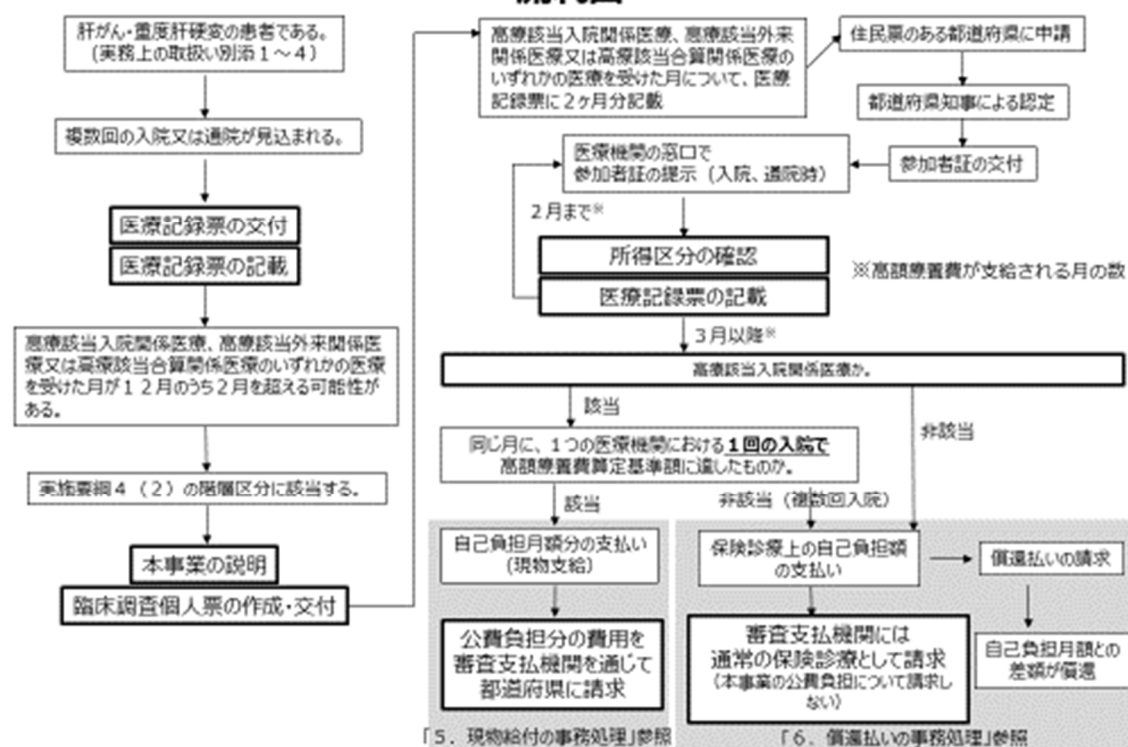 肝がん・重度肝硬変の患者である。
(実務上の取扱い別添１～４)
複数回の入院又は通院が見込まれる。
医療記録票の交付
医療記録票の記載
高療該当入院関係医療、高療該当外来関係医
療又は高療該当合算関係医療のいずれかの医療
を受けた月が１２月のうち２月を超える可能性が
ある。
実施要綱４（２）の階層区分に該当する。
本事業の説明
臨床調査個人票の作成・交付
高療該当入院関係医療、高療該当外来
関係医療又は高療該当合算関係医療の
いずれかの医療を受けた月について、医療
記録票に２ヶ月分記載
住民票のある都道府県に申請
都道府県知事による認定
参加者証の交付
医療機関の窓口で
参加者証の提示（入院、通院時）
２月まで※
所得区分の確認
医療記録票の記載
※高額療養費が支給される月の数
３月以降※
高療該当入院関係医療か。
該当
非該当
同じ月に、１つの医療機関における１回の入院で
高額療養費算定基準額に達したものか。
該当
非該当（複数回入院）
自己負担月額分の支払い
(現物支給)
公費負担分の費用を
審査支払機関を通じて
都道府県に請求
「５．現物給付の事務処理」参照
保険診療上の自己負担額
の支払い
償還払いの請求
審査支払機関には
通常の保険診療として請求
(本事業の公費負担について請求し
ない)
自己負担月額との
差額が償還
「６．償還払いの事務処理」参照